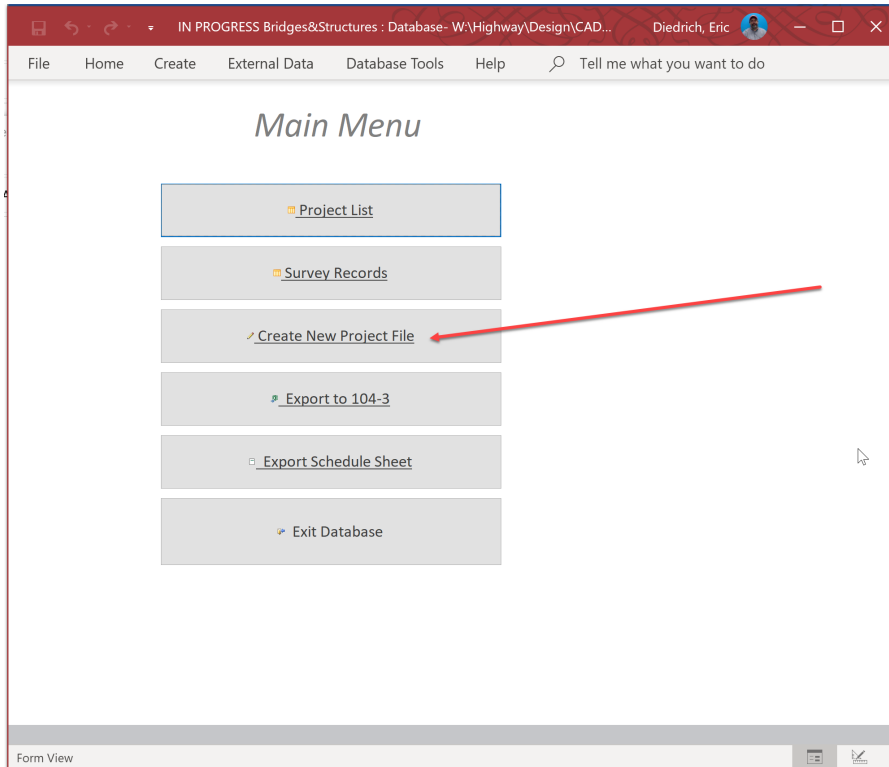 IN PROGRESS Bridges&Structures : Database- W:\Highway\Design\CAD... Diedrich, Eric
File Home Create External Data Database Tools Help Tell me what you want to do
Main Menu
Project List
Survey Records
Create New Project File
Export to 104-3
Export Schedule Sheet
Exit Database
Form View